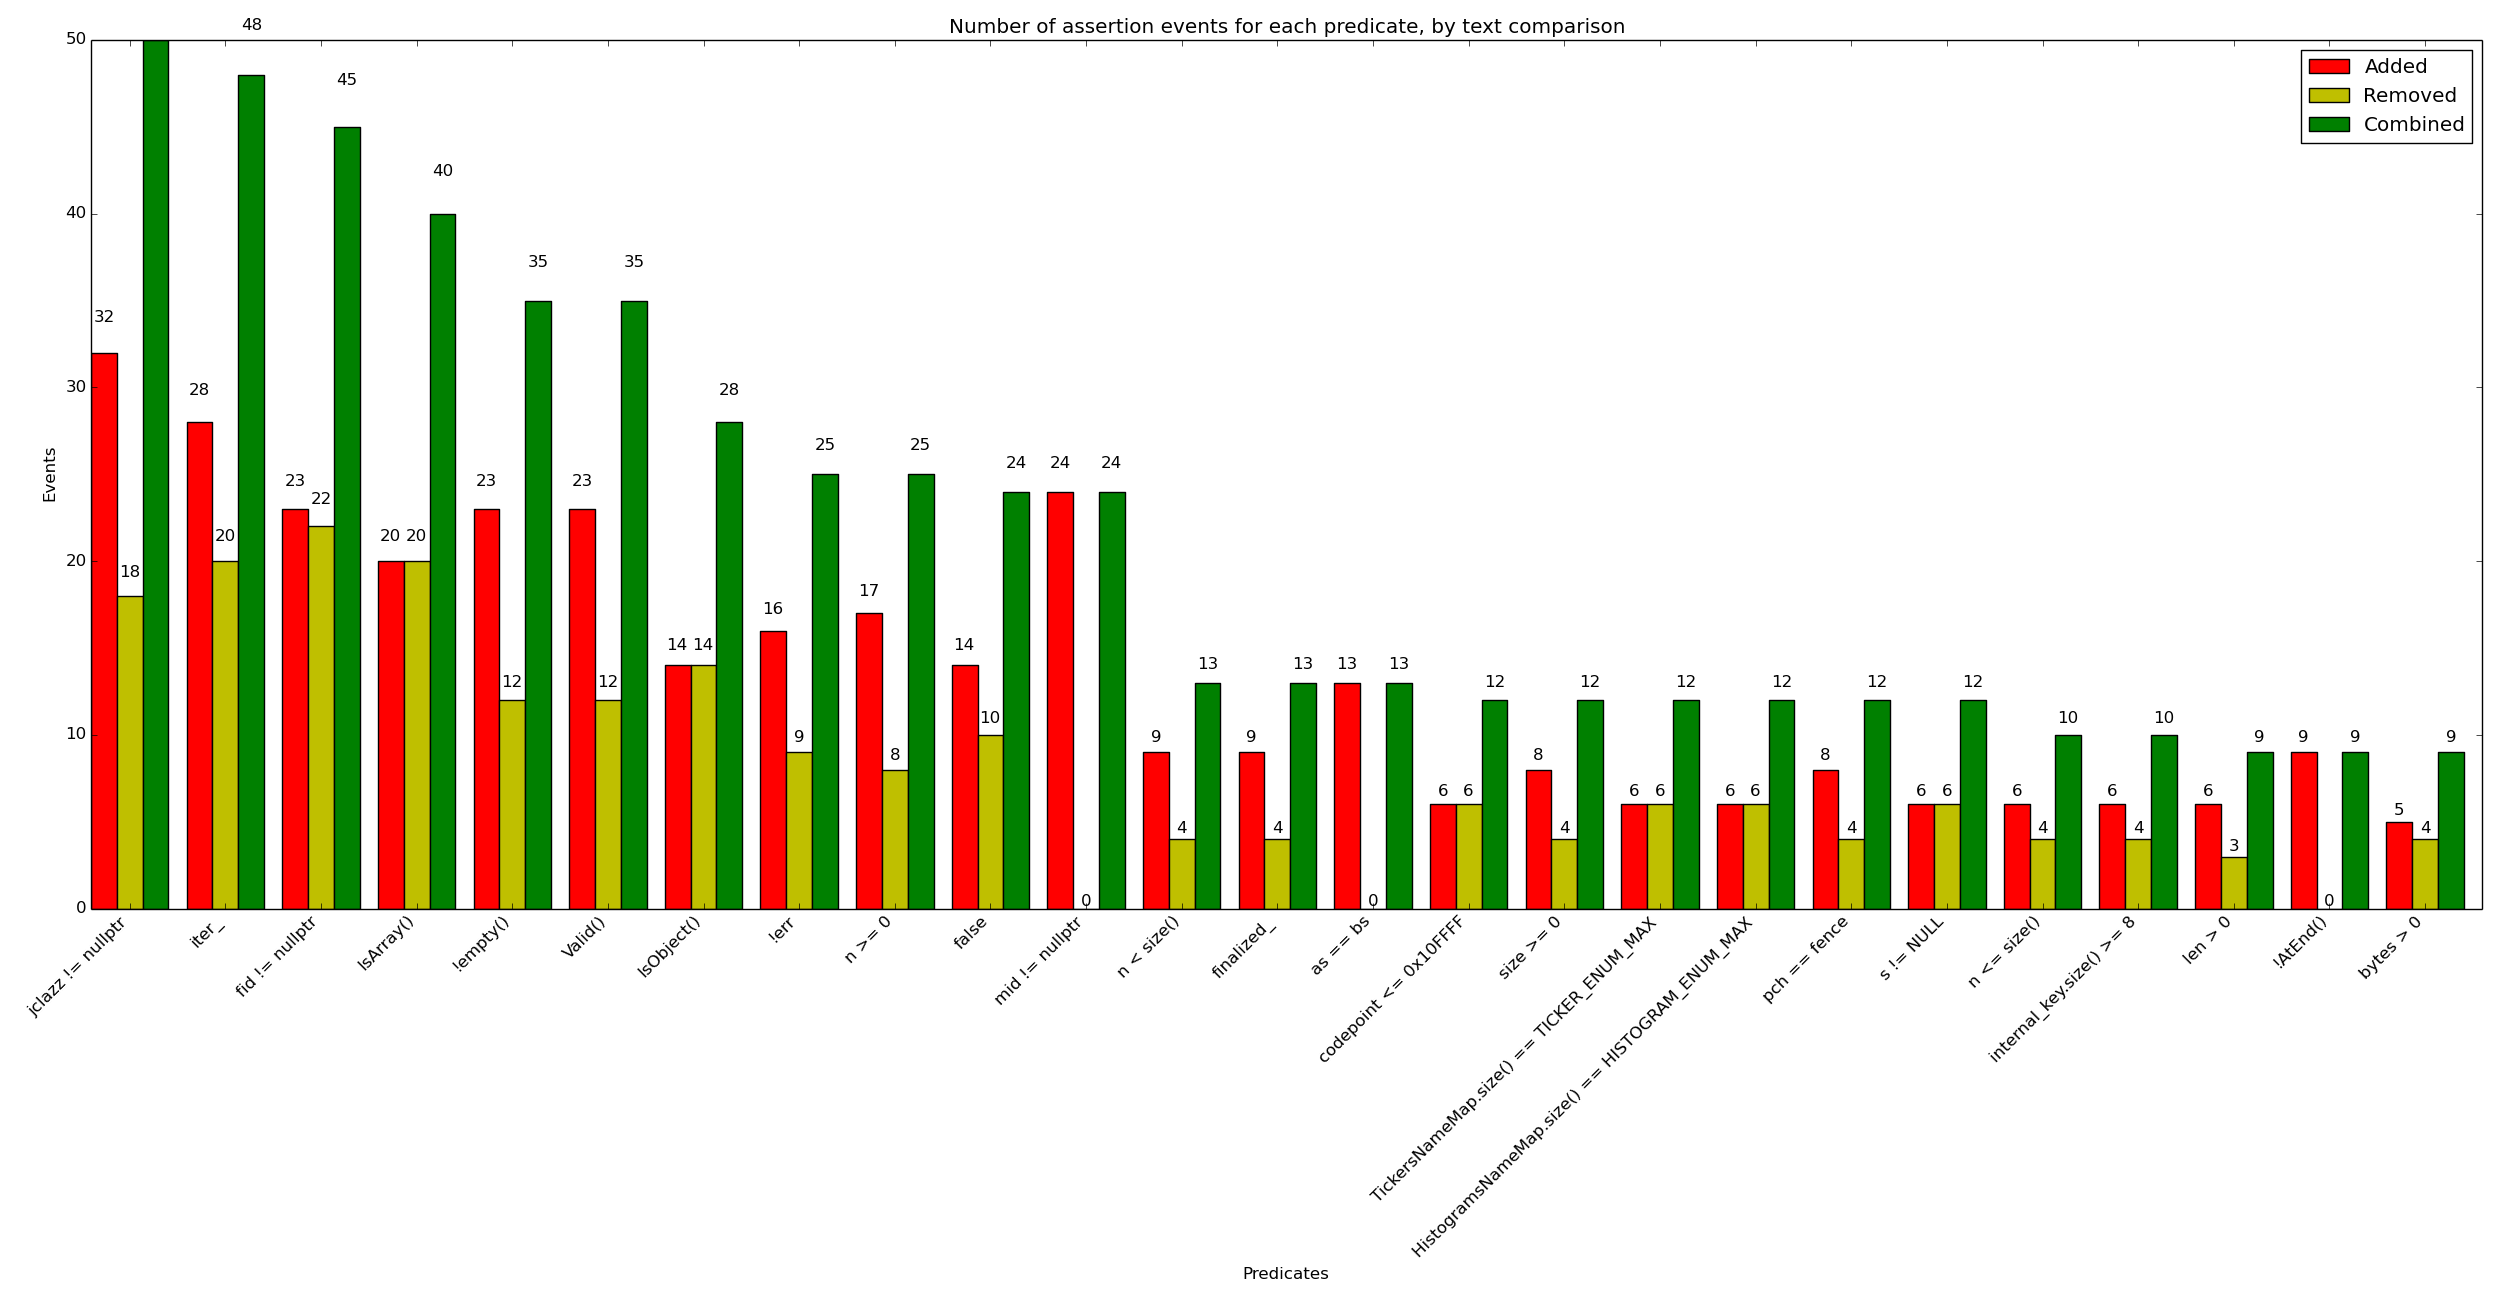 Number of assertion events for each predicate, by text comparison
Added
Removed
Combined
Events
50
40
30
20
10
0
32
18
28
20
48
23
22
45
20
20
40
23
12
35
23
12
35
14
14
28
16
9
25
17
8
25
14
10
24
24
0
24
9
4
13
9
4
13
13
0
13
6
6
12
8
4
12
6
6
12
6
6
12
8
4
12
6
6
12
6
4
10
6
4
10
6
3
9
9
0
9
5
4
9
jclazz != nullptr
iter_
fid != nullptr
IsArray()
!empty()
Valid()
IsObject()
!err
n >= 0
false
mid != nullptr
n < size()
finalized_
as == bs
codepoint <= 0x10FFFF
size >= 0
TickersNameMap.size() == TICKER_ENUM_MAX
HistogramsNameMap.size() == HISTOGRAM_ENUM_MAX
pch == fence
s != NULL
n <= size()
internal_key.size() >= 8
len > 0
!AtEnd()
bytes > 0
Predicates